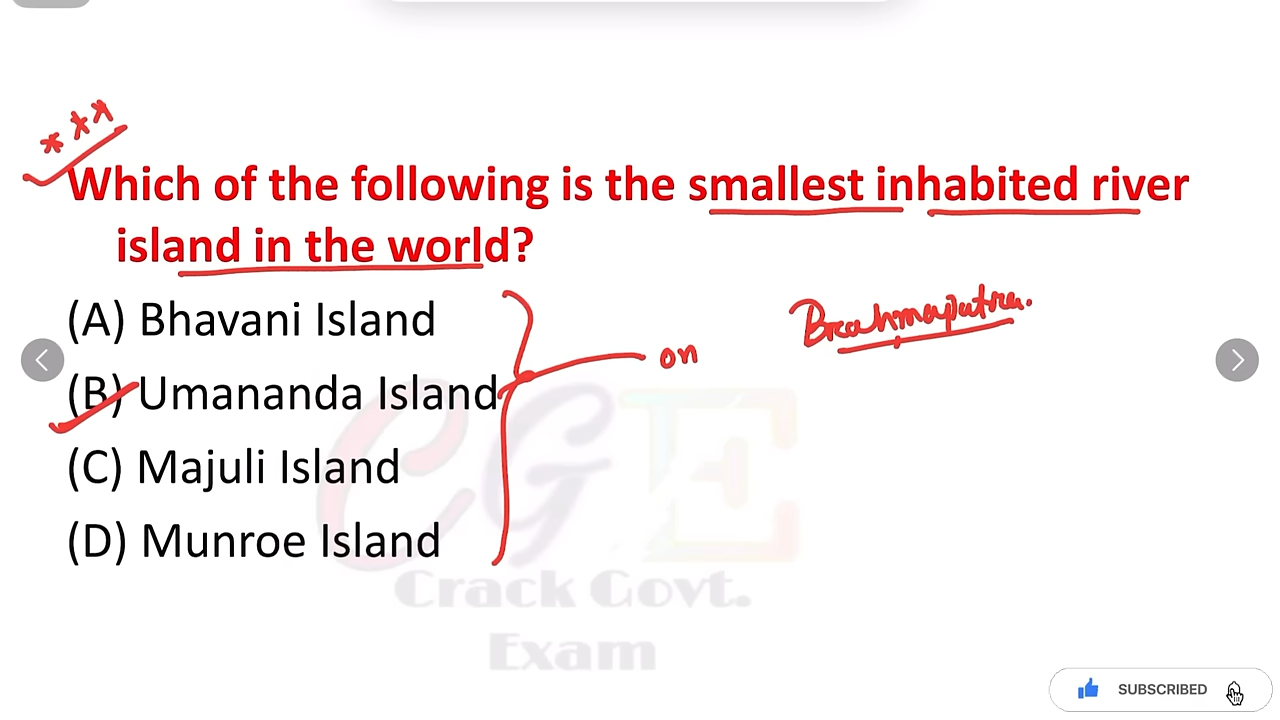 ***
Which of the following is the smallest inhabited river
island in the world?
(A) Bhavani Island
Brahmaputra.
on
(B) Umananda Island
(C) Majuli Island
(D) Munroe Island
CGE
Crack Govt.
Exam
SUBSCRIBED